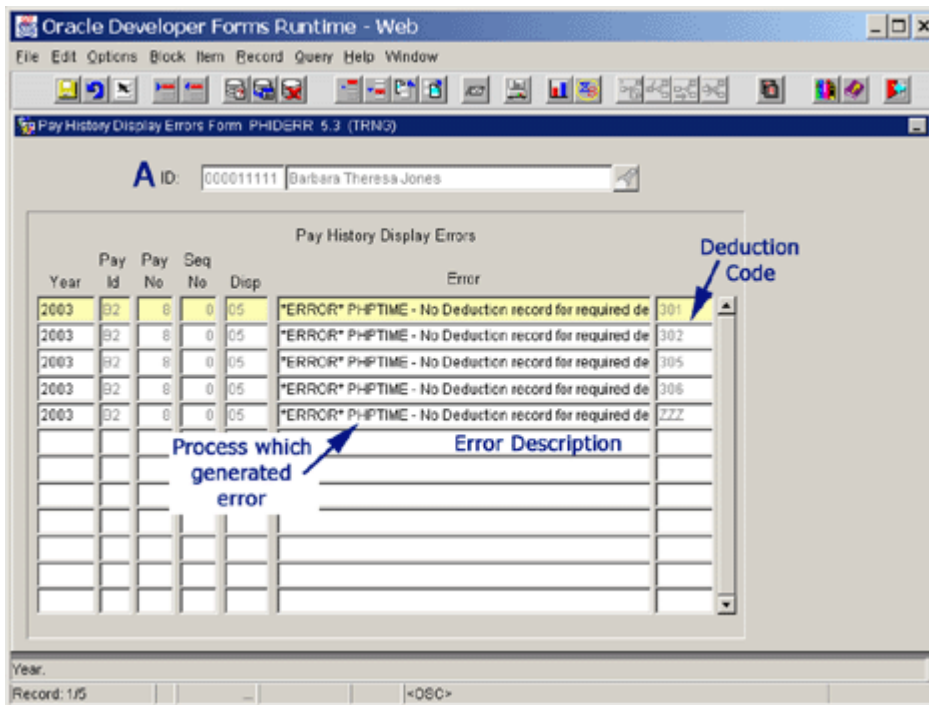 Oracle Developer Forms Runtime - Web
File Edit Options Block Item Record Query Help Window
Pay History Display Errors Form PHIDERR 5.3 (TRNG)
A ID: 000011111 Barbara Theresa Jones
Pay History Display Errors
Deduction
Code
Pay Pay Seq
Year Id No No Disp Error
2003 B2 8 0 05 *ERROR* PHPTIME - No Deduction record for required de 301
2003 B2 8 0 05 *ERROR* PHPTIME - No Deduction record for required de 302
2003 B2 8 0 05 *ERROR* PHPTIME - No Deduction record for required de 305
2003 B2 8 0 05 *ERROR* PHPTIME - No Deduction record for required de 306
2003 B2 8 0 05 *ERROR* PHPTIME - No Deduction record for required de ZZZ
Process which
generated
error
Error Description
Year.
Record: 1/5 ... <OSC>